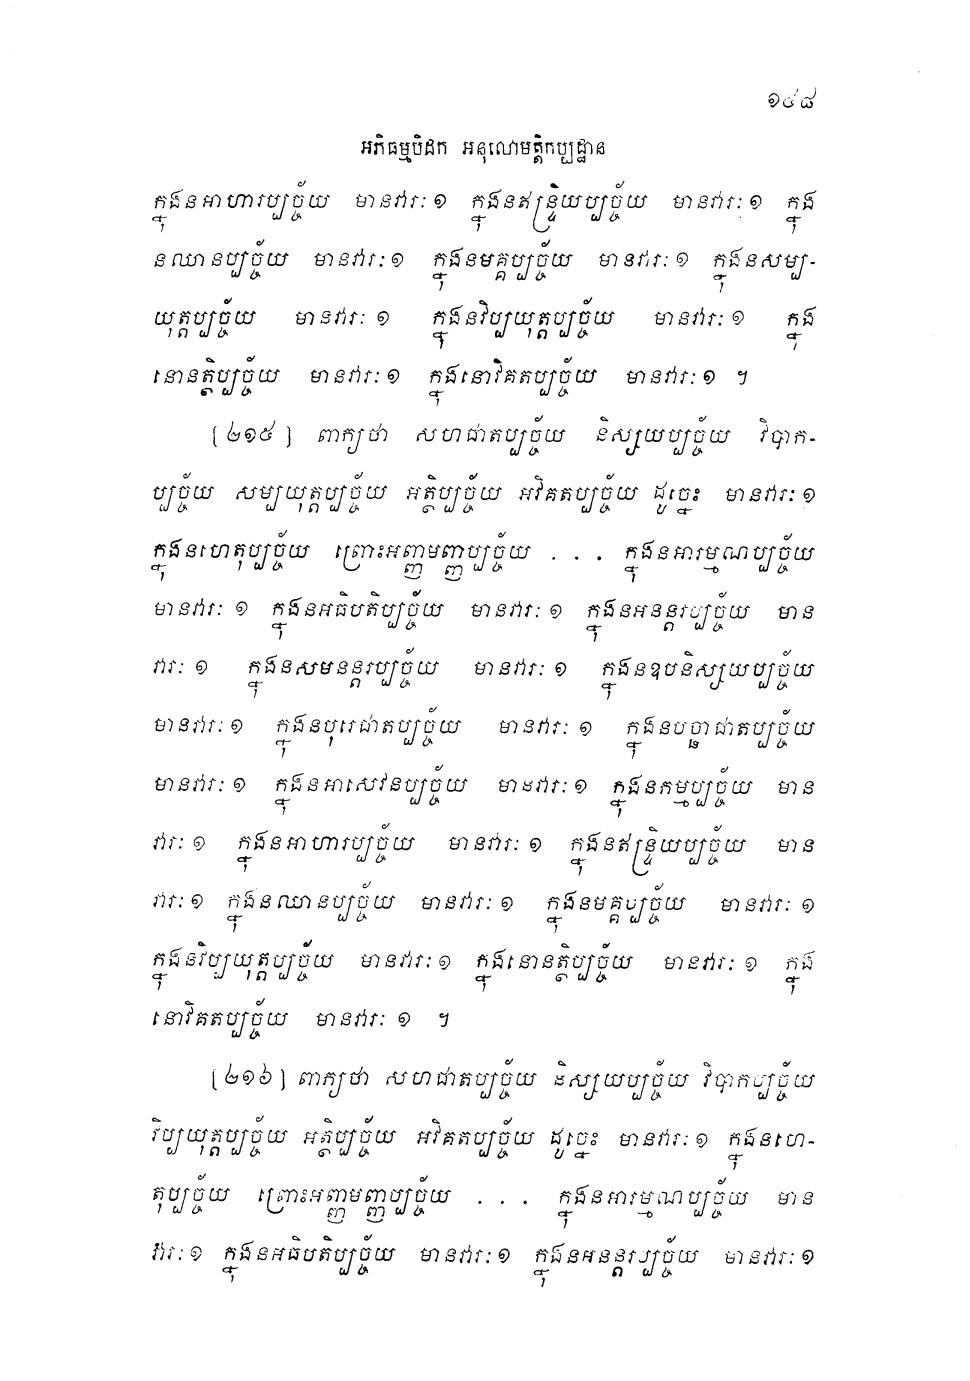 ១៤៨
អភិធម្មបិដក អនុលោមត្តិកប្បដ្ឋាន
ក្នុងនអាហារប្បច្ច័យ មានវារៈ ១ ក្នុងនឥន្ទ្រិយប្បច្ច័យ មានវារៈ ១ ក្នុង
នឈានប្បច្ច័យ មានវារៈ ១ ក្នុងនមគ្គប្បច្ច័យ មានវារៈ ១ ក្នុងនសម្ប-
យុត្តប្បច្ច័យ មានវារៈ ១ ក្នុងនវិប្បយុត្តប្បច្ច័យ មានវារៈ ១ ក្នុង
នោនត្ថិប្បច្ច័យ មានវារៈ ១ ក្នុងនោវិគតប្បច្ច័យ មានវារៈ ១ ។
[២១៥] ពាក្យថា សហជាតប្បច្ច័យ និស្សយប្បច្ច័យ វិបាក-
ប្បច្ច័យ សម្បយុត្តប្បច្ច័យ អត្ថិប្បច្ច័យ អវិគតប្បច្ច័យ ដូច្នេះ មានវារៈ ១
ក្នុងនហេតុប្បច្ច័យ ព្រោះអញ្ញមញ្ញប្បច្ច័យ . . . ក្នុងនអារម្មណប្បច្ច័យ
មានវារៈ ១ ក្នុងនអធិបតិប្បច្ច័យ មានវារៈ ១ ក្នុងនអនន្តរប្បច្ច័យ មាន
វារៈ ១ ក្នុងនសមនន្តរប្បច្ច័យ មានវារៈ ១ ក្នុងនឧបនិស្សយប្បច្ច័យ
មានវារៈ ១ ក្នុងនបុរេជាតប្បច្ច័យ មានវារៈ ១ ក្នុងនបច្ឆាជាតប្បច្ច័យ
មានវារៈ ១ ក្នុងនអាសេវនប្បច្ច័យ មានវារៈ ១ ក្នុងនកម្មប្បច្ច័យ មាន
វារៈ ១ ក្នុងនអាហារប្បច្ច័យ មានវារៈ ១ ក្នុងនឥន្ទ្រិយប្បច្ច័យ មាន
វារៈ ១ ក្នុងនឈានប្បច្ច័យ មានវារៈ ១ ក្នុងនមគ្គប្បច្ច័យ មានវារៈ ១
ក្នុងនវិប្បយុត្តប្បច្ច័យ មានវារៈ ១ ក្នុងនោនត្ថិប្បច្ច័យ មានវារៈ ១ ក្នុង
នោវិគតប្បច្ច័យ មានវារៈ ១ ។
[២១៦] ពាក្យថា សហជាតប្បច្ច័យ និស្សយប្បច្ច័យ វិបាកប្បច្ច័យ
វិប្បយុត្តប្បច្ច័យ អត្ថិប្បច្ច័យ អវិគតប្បច្ច័យ ដូច្នេះ មានវារៈ ១ ក្នុងនហេ-
តុប្បច្ច័យ ព្រោះអញ្ញមញ្ញប្បច្ច័យ . . . ក្នុងនអារម្មណប្បច្ច័យ មាន
វារៈ ១ ក្នុងនអធិបតិប្បច្ច័យ មានវារៈ ១ ក្នុងនអនន្តរប្បច្ច័យ មានវារៈ ១